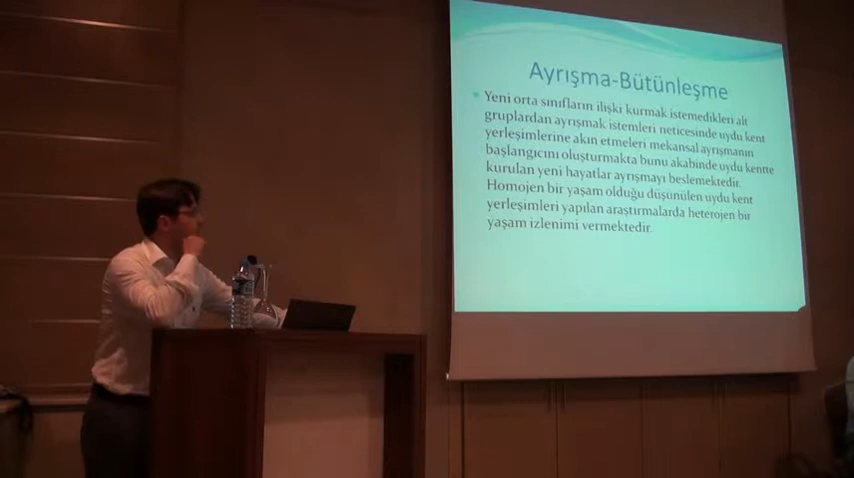 Ayrışma-Bütünleşme
Yeni orta sınıfların ilişki kurmak istemedikleri alt
gruplardan ayrışmak istemleri neticesinde uydu kent
yerleşimlerine akın etmeleri mekansal ayrışmanın
başlangıcını oluşturmakta bunu akabinde uydu kentte
kurulan yeni hayatlar ayrışmayı beslemektedir.
Homojen bir yaşam olduğu düşünülen uydu kent
yerleşimleri yapılan araştırmalarda heterojen bir
yaşam izlenimi vermektedir.